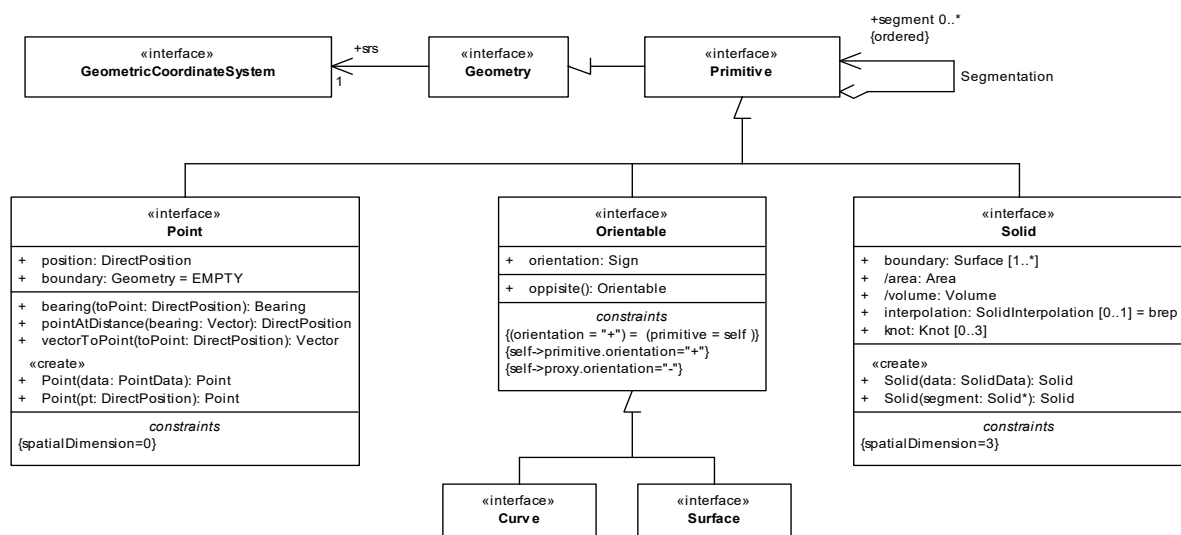 +segment 0..*
{ordered}
«interface»
GeometricCoordinateSystem
+srs
1
«interface»
Geometry
«interface»
Primitive
Segmentation
«interface»
Point
+ position: DirectPosition
+ boundary: Geometry = EMPTY
+ bearing(toPoint: DirectPosition): Bearing
+ pointAtDistance(bearing: Vector): DirectPosition
+ vectorToPoint(toPoint: DirectPosition): Vector
«create»
+ Point(data: PointData): Point
+ Point(pt: DirectPosition): Point
constraints
{spatialDimension=0}
«interface»
Orientable
+ orientation: Sign
+ oppisite(): Orientable
constraints
{(orientation = "+") = (primitive = self )}
{self->primitive.orientation="+"}
{self->proxy.orientation="-"}
«interface»
Solid
+ boundary: Surface [1..*]
+ /area: Area
+ /volume: Volume
+ interpolation: SolidInterpolation [0..1] = brep
+ knot: Knot [0..3]
«create»
+ Solid(data: SolidData): Solid
+ Solid(segment: Solid*): Solid
constraints
{spatialDimension=3}
«interface»
Curve
«interface»
Surface